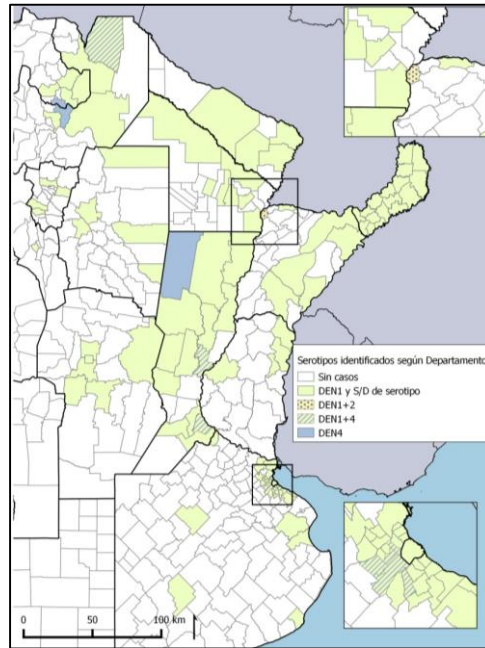 Serotipos identificados según Departamento
Sin casos
DEN1 y S/D de serotipo
DEN1+2
DEN1+4
DEN4
0 50 100 km